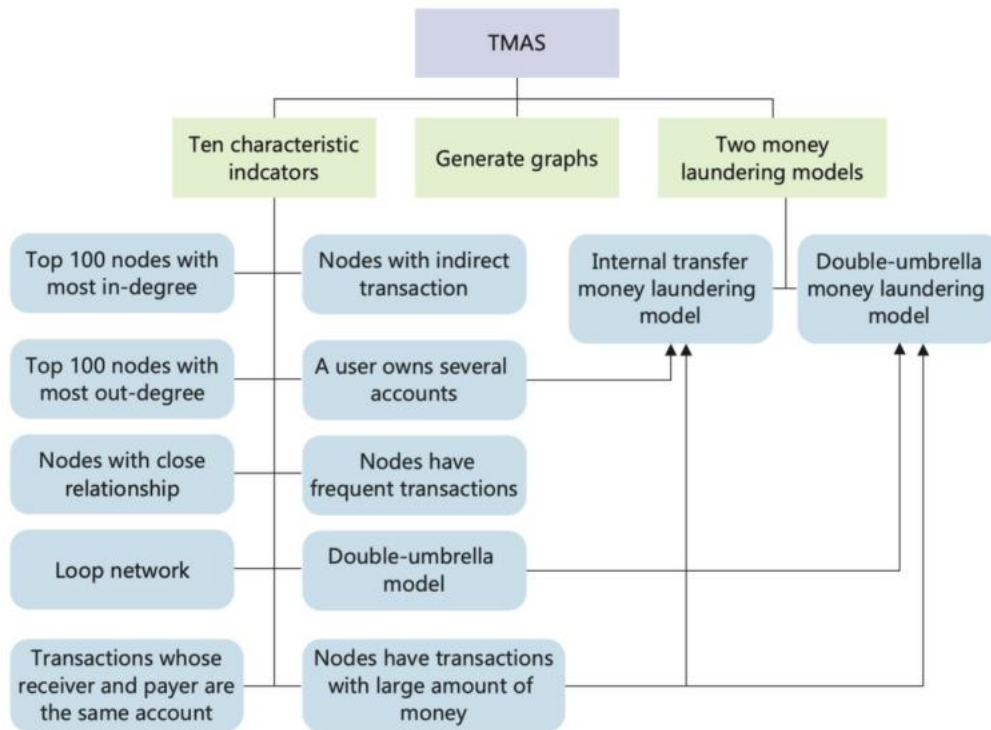 TMAS
Ten characteristic
indcators
Generate graphs
Two money
laundering models
Top 100 nodes with
most in-degree
Nodes with indirect
transaction
Internal transfer
money laundering
model
Double-umbrella
money laundering
model
Top 100 nodes with
most out-degree
A user owns several
accounts
Nodes with close
relationship
Nodes have
frequent transactions
Loop network
Double-umbrella
model
Transactions whose
receiver and payer are
the same account
Nodes have transactions
with large amount of
money